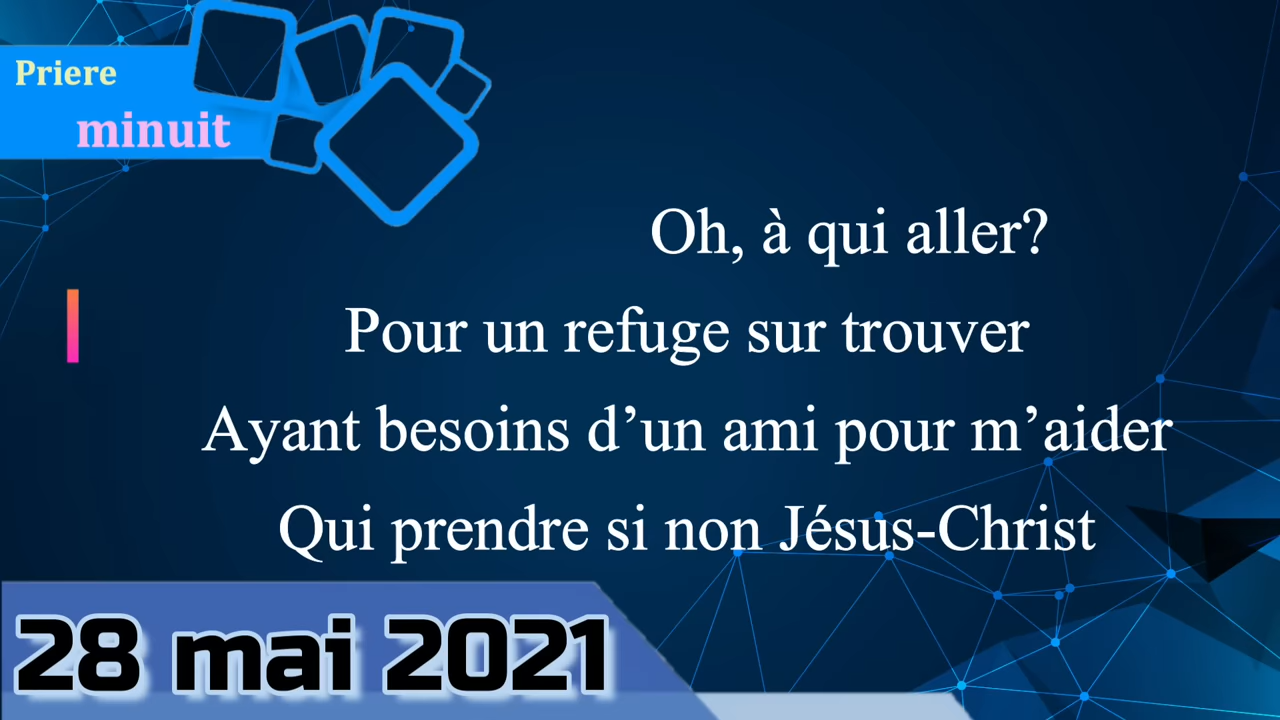 Priere
minuit
Oh, à qui aller?
Pour un refuge sur trouver
Ayant besoins d’un ami pour m’aider
Qui prendre si non Jésus-Christ
28 mai 2021